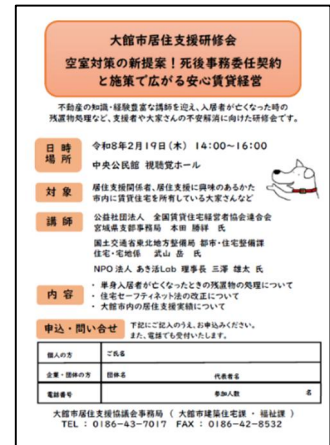 大館市居住支援研修会
空室対策の新提案！死後事務委任契約
と施策で広がる安心賃貸経営
不動産の知識・経験豊富な講師を迎え、入居者が亡くなった時の
残置物処理など、支援者や大家さんの不安解消に向けた研修会です。
日時 令和8年2月19日(木) 14:00～16:00
場所 中央公民館 視聴覚ホール
対象 居住支援関係者、居住支援に興味のあるかた
市内に賃貸住宅を所有している大家さんなど
講師 公益社団法人 全国賃貸住宅経営者協会連合会
宮城県支部事務局 本田 勝祥 氏
国土交通省東北地方整備局 都市・住宅整備課
住宅・宅地係 武山 岳 氏
NPO法人 あき活Lab 理事長 三澤 雄太 氏
内容 ・単身入居者が亡くなったときの残置物の処理について
・住宅セーフティネット法の改正について
・大館市内の居住支援実績について
申込・問い合せ 下記にご記入のうえ、お申込みください。
また、電話でも受付いたします。
個人の方 ご氏名
企業・団体の方 団体名 代表者名
電話番号 参加人数 名
大館市居住支援協議会事務局（大館市建築住宅課・福祉課）
TEL：0186-43-7017 FAX：0186-42-8532